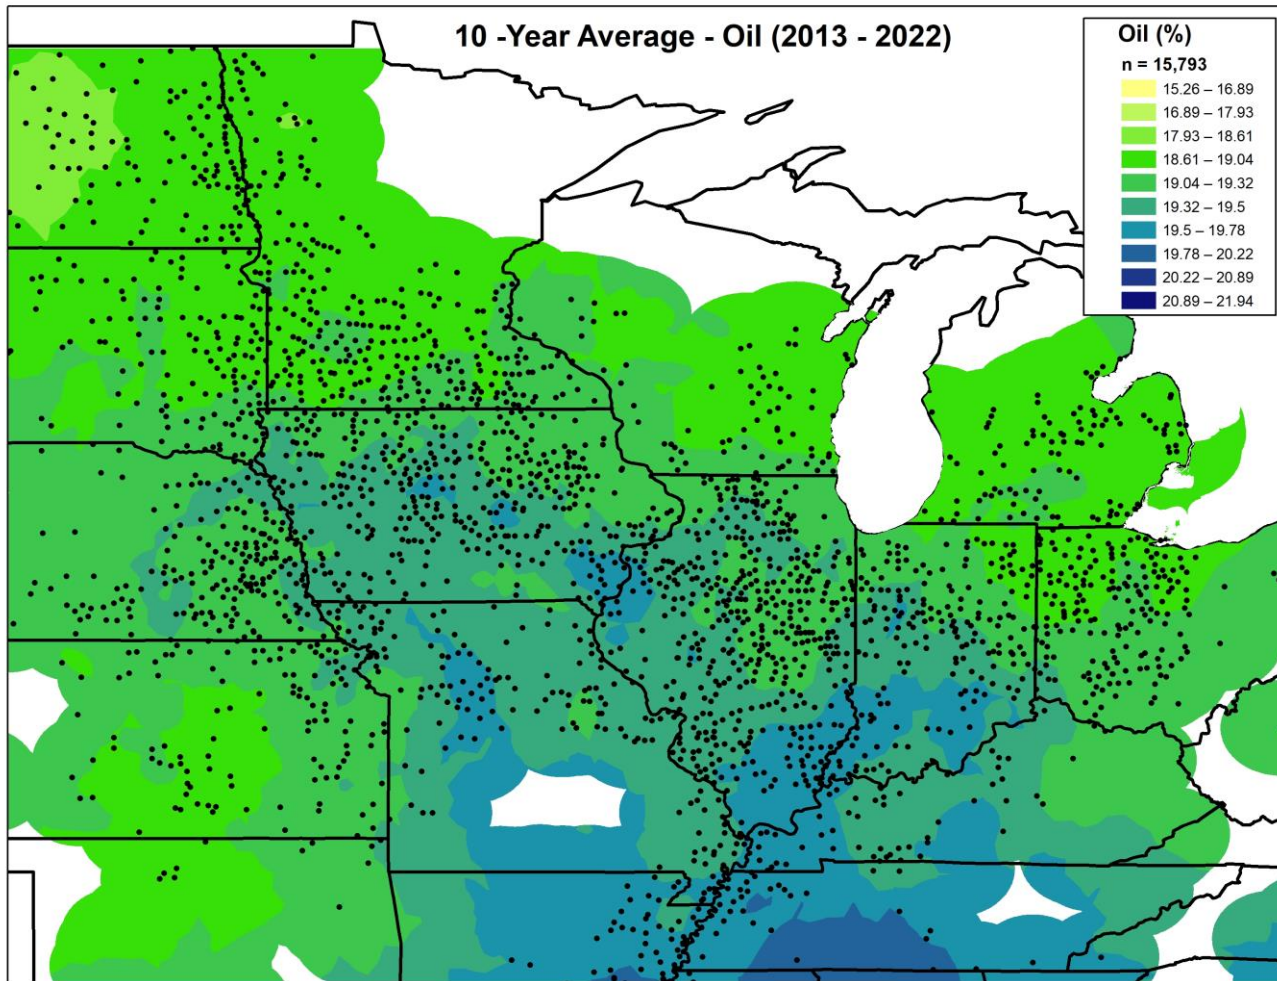 10 -Year Average - Oil (2013 - 2022)
Oil (%)
n = 15,793
15.26 – 16.89
16.89 – 17.93
17.93 – 18.61
18.61 – 19.04
19.04 – 19.32
19.32 – 19.5
19.5 – 19.78
19.78 – 20.22
20.22 – 20.89
20.89 – 21.94